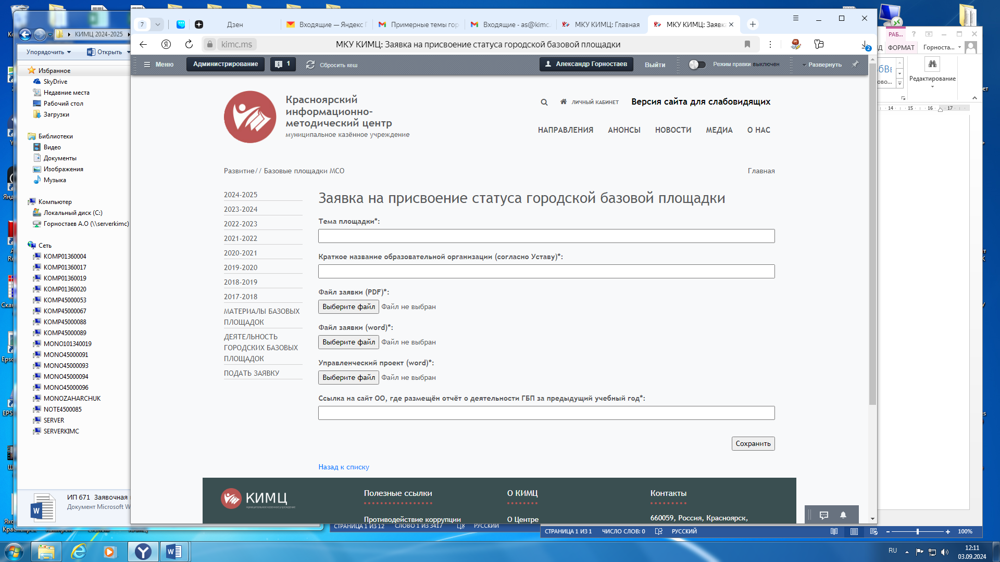 7
Дзен
Входящие — Яндекс
Примерные темы гор
Входящие - as@kimc.
МКУ КИМЦ: Главная
МКУ КИМЦ: Заявка
kimc.ms
МКУ КИМЦ: Заявка на присвоение статуса городской базовой площадки
2
Меню
Администрирование
1
Сбросить кеш
Александр Горностаев
Выйти
Режим правки выключен
Развернуть
Красноярский
информационно-
методический центр
муниципальное казённое учреждение
ЛИЧНЫЙ КАБИНЕТ
Версия сайта для слабовидящих
НАПРАВЛЕНИЯ
АНОНСЫ
НОВОСТИ
МЕДИА
О НАС
Развитие// Базовые площадки МСО
Главная
2024-2025
2023-2024
2022-2023
2021-2022
2020-2021
2019-2020
2018-2019
2017-2018
МАТЕРИАЛЫ БАЗОВЫХ
ПЛОЩАДОК
ДЕЯТЕЛЬНОСТЬ
ГОРОДСКИХ БАЗОВЫХ
ПЛОЩАДОК
ПОДАТЬ ЗАЯВКУ
Заявка на присвоение статуса городской базовой площадки
Тема площадки*:
Краткое название образовательной организации (согласно Уставу)*:
Файл заявки (PDF)*:
Выберите файл Файл не выбран
Файл заявки (word)*:
Выберите файл Файл не выбран
Управленческий проект (word)*:
Выберите файл Файл не выбран
Ссылка на сайт ОО, где размещён отчёт о деятельности ГБП за предыдущий учебный год*:
Сохранить
Назад к списку
КИМЦ
Полезные ссылки
О КИМЦ
Контакты
Противодействие коррупции
О Центре
660059, Россия, Красноярск,
КИМЦ 2024-2025
Упорядочить
Открыть
Избранное
SkyDrive
Недавние места
Рабочий стол
Загрузки
Библиотеки
Видео
Документы
Изображения
Музыка
Компьютер
Локальный диск (C:)
Горностаев А.О (\\serverkimc)
Сеть
KOMP01360004
KOMP01360017
KOMP01360019
KOMP01360020
KOMP45000053
KOMP45000067
KOMP45000088
KOMP45000089
MONO101340019
MONO45000091
MONO45000093
MONO45000094
MONO45000096
MONOZAHARCHUK
NOTE4500085
SERVER
SERVERKIMC
ИП 671 Заявочная
Документ Microsoft W
РАБ...
ФОРМАТ
Горноста...
Редактирование
14 15 16 17
СТРАНИЦА 1 ИЗ 12
СЛОВО 1 ИЗ 3417
РУССКИЙ
СТРАНИЦА 1 ИЗ 1
ЧИСЛО СЛОВ: 0
РУССКИЙ
100%
RU
12:11
03.09.2024